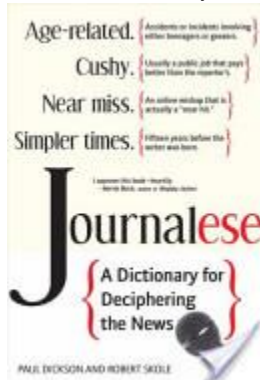 Age-related. {Accidents or incidents involving
either teenagers or geezers.}
Cushy. {Usually a public job that pays
better than the reporter's.}
Near miss. {An online mishap that is
actually a "near hit."}
Simpler times. {Fifteen years before the
writer was born.}
Journalese
{A Dictionary for
Deciphering
the News}
PAUL DICKSON AND ROBERT SKOLE